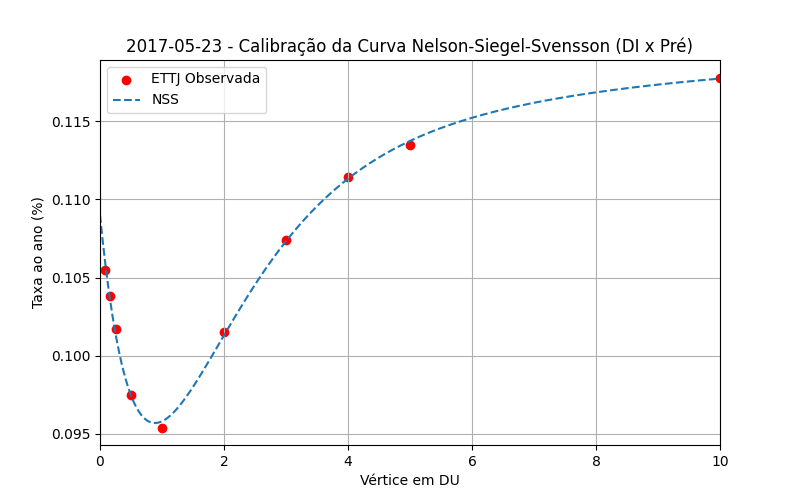 2017-05-23 - Calibração da Curva Nelson-Siegel-Svensson (DI x Pré)
ETTJ Observada
NSS
Taxa ao ano (%)
0.115
0.110
0.105
0.100
0.095
0 2 4 6 8 10
Vértice em DU